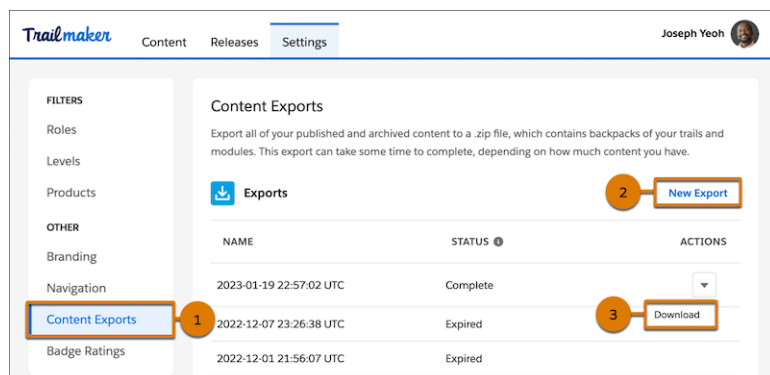 Trailmaker
Content
Releases
Settings
Joseph Yeoh
FILTERS
Roles
Levels
Products
OTHER
Branding
Navigation
Content Exports
1
Badge Ratings
Content Exports
Export all of your published and archived content to a .zip file, which contains backpacks of your trails and
modules. This export can take some time to complete, depending on how much content you have.
Exports
2
New Export
NAME
STATUS
ACTIONS
2023-01-19 22:57:02 UTC
Complete
3
Download
2022-12-07 23:26:38 UTC
Expired
2022-12-01 21:56:07 UTC
Expired